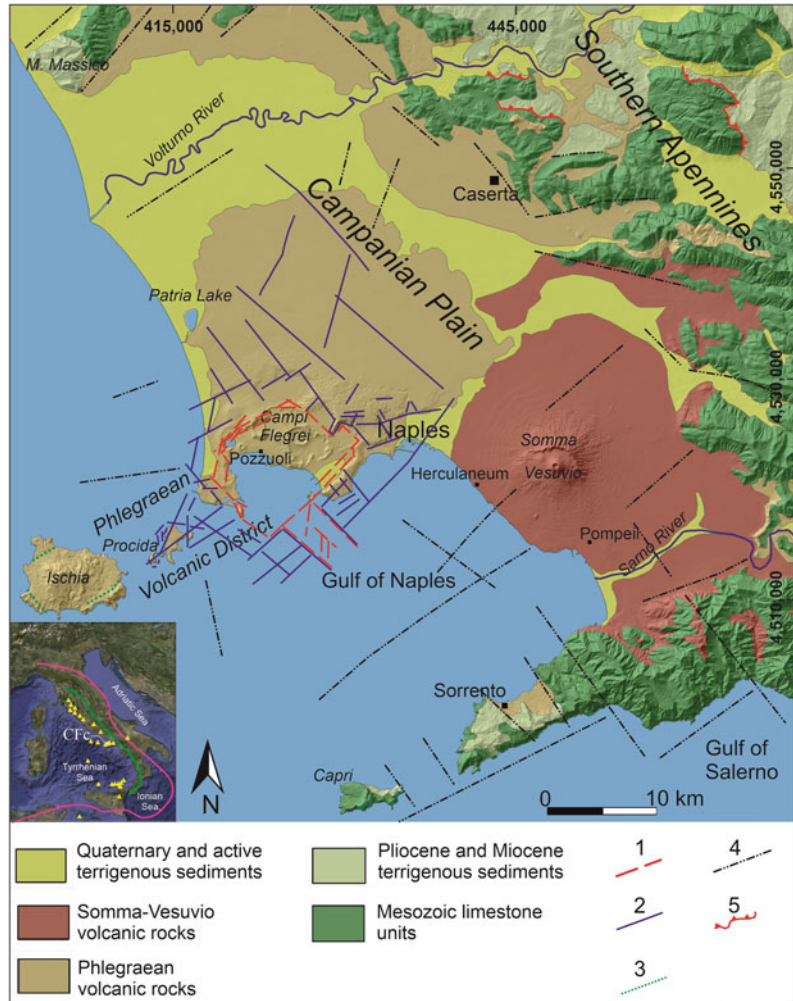 415,000
445,000
M. Massico
Volturno River
Southern Apennines
4,550,000
Caserta
Campanian Plain
Patria Lake
4,530,000
Campi
Flegrei
Naples
Somma
Vesuvio
Pozzuoli
Herculaneum
Phlegraean
Volcanic District
Pompeii
Procida
Sarno River
Ischia
Gulf of Naples
4,510,000
Sorrento
Adriatic Sea
CFc
Tyrrhenian
Sea
Ionian
Sea
N
Capri
Gulf of
Salerno
0 10 km
Quaternary and active
terrigenous sediments
Somma-Vesuvio
volcanic rocks
Phlegraean
volcanic rocks
Pliocene and Miocene
terrigenous sediments
Mesozoic limestone
units
1
2
3
4
5